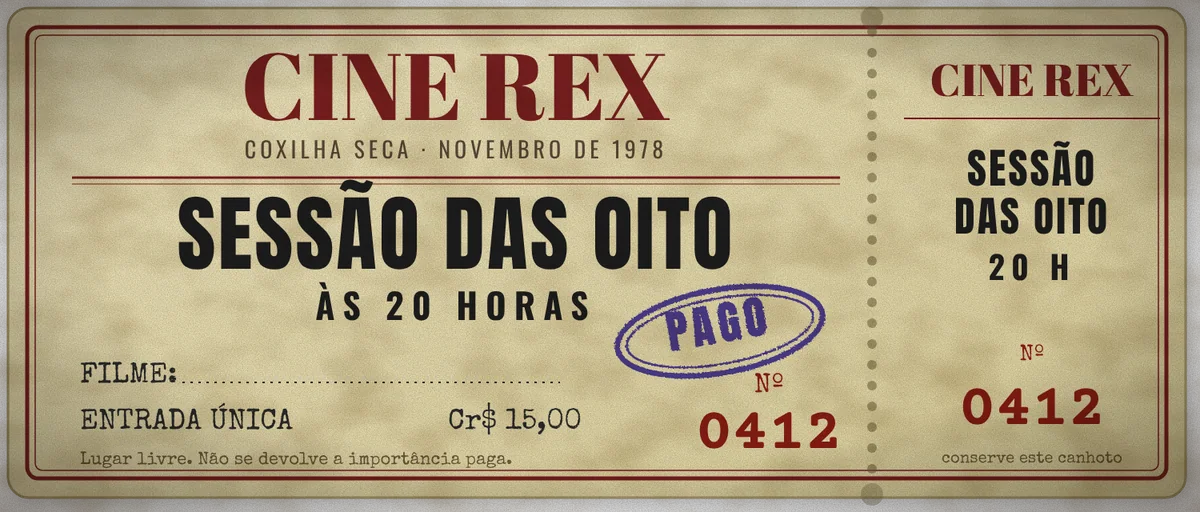 CINE REX
COXILHA SECA · NOVEMBRO DE 1978
SESSÃO DAS OITO
ÀS 20 HORAS
PAGO
FILME:
ENTRADA ÚNICA Cr$ 15,00
Nº
0412
Lugar livre. Não se devolve a importância paga.
CINE REX
SESSÃO
DAS OITO
20 H
Nº
0412
conserve este canhoto